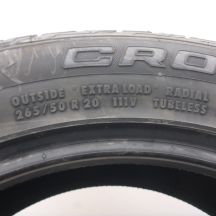 CRO
OUTSIDE EXTRA LOAD RADIAL
265/50 R 20 111V TUBELESS